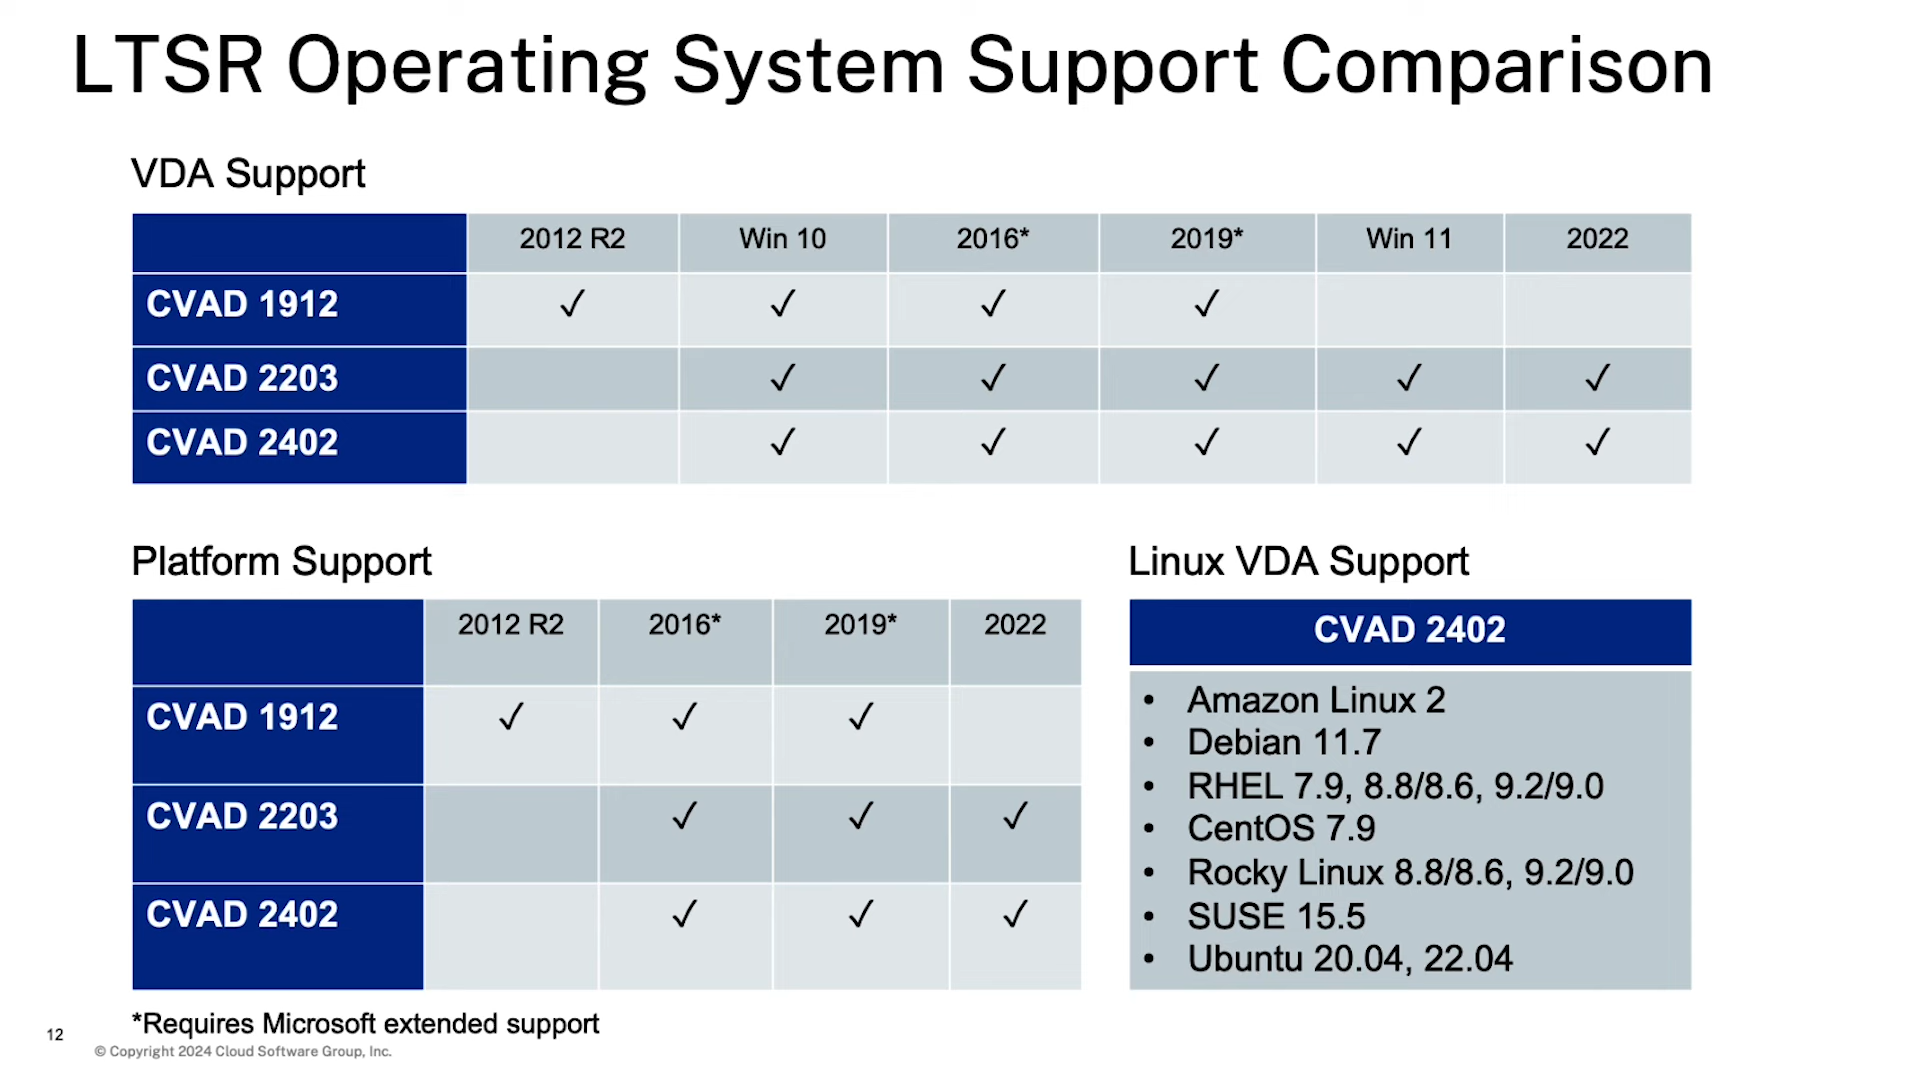 LTSR Operating System Support Comparison
VDA Support
2012 R2 Win 10 2016* 2019* Win 11 2022
CVAD 1912 ✓ ✓ ✓ ✓
CVAD 2203 ✓ ✓ ✓ ✓ ✓
CVAD 2402 ✓ ✓ ✓ ✓ ✓
Platform Support
2012 R2 2016* 2019* 2022
CVAD 1912 ✓ ✓ ✓
CVAD 2203 ✓ ✓ ✓
CVAD 2402 ✓ ✓ ✓
*Requires Microsoft extended support
Linux VDA Support
CVAD 2402
• Amazon Linux 2
• Debian 11.7
• RHEL 7.9, 8.8/8.6, 9.2/9.0
• CentOS 7.9
• Rocky Linux 8.8/8.6, 9.2/9.0
• SUSE 15.5
• Ubuntu 20.04, 22.04
12
© Copyright 2024 Cloud Software Group, Inc.